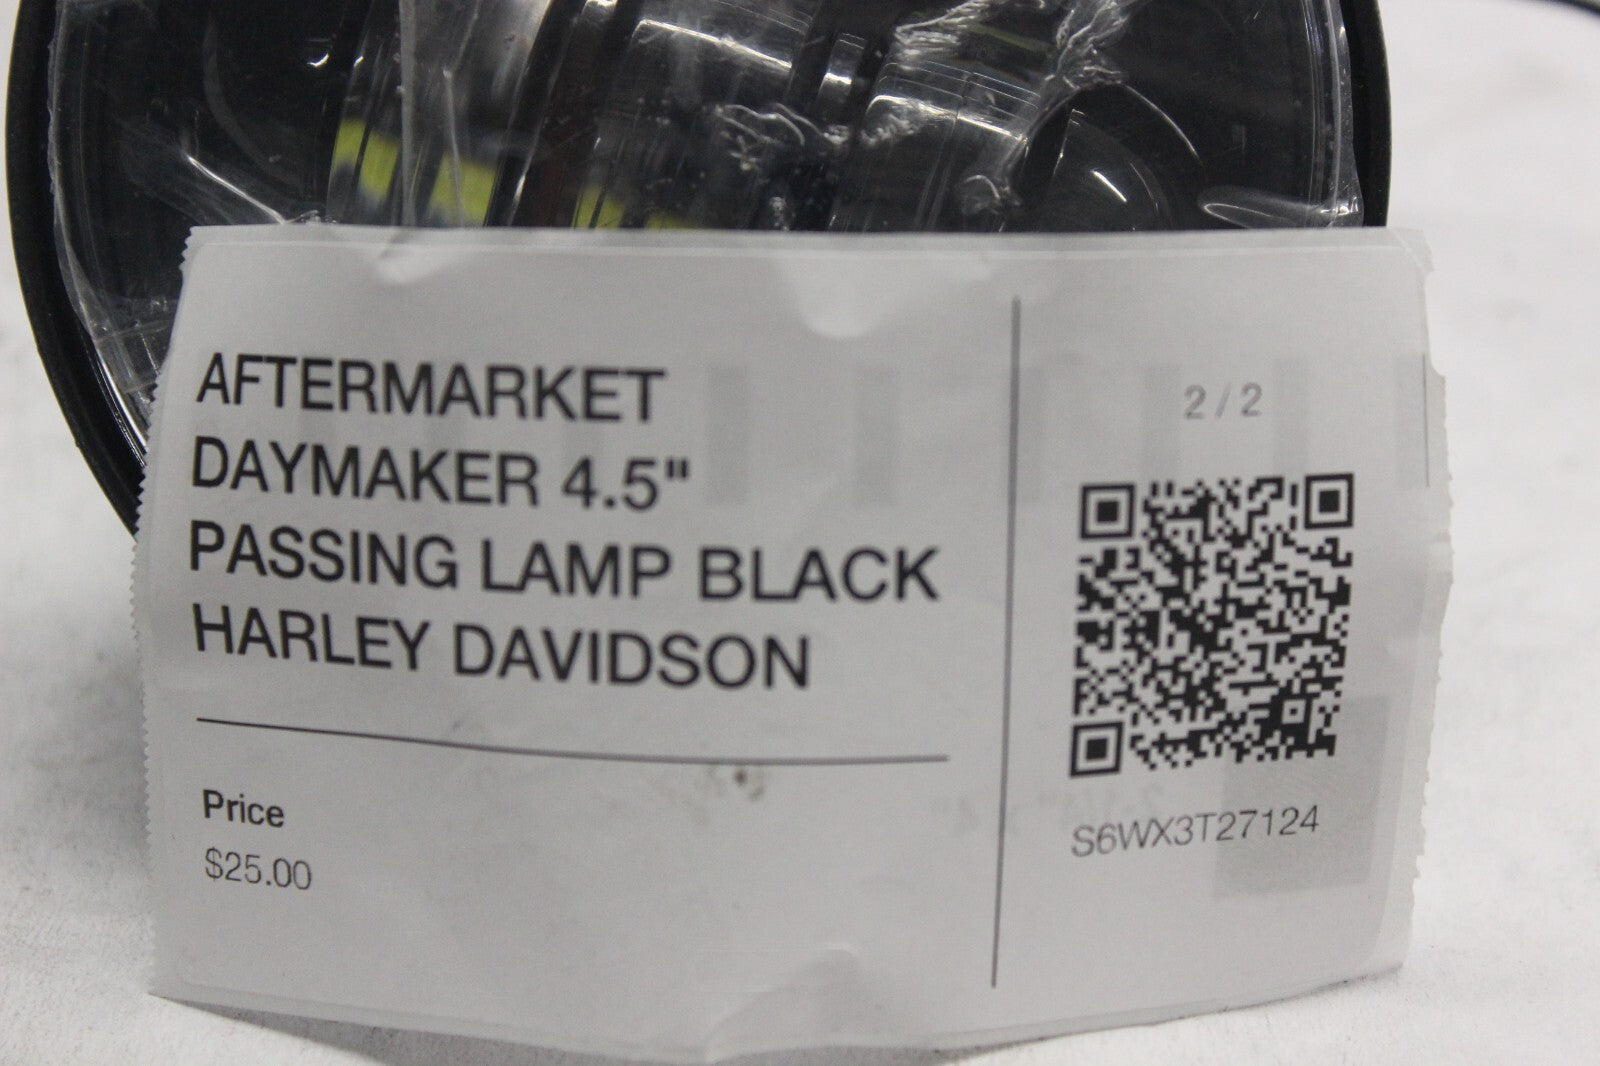 AFTERMARKET
DAYMAKER 4.5"
PASSING LAMP BLACK
HARLEY DAVIDSON
Price
$25.00
2 / 2
S6WX3T27124